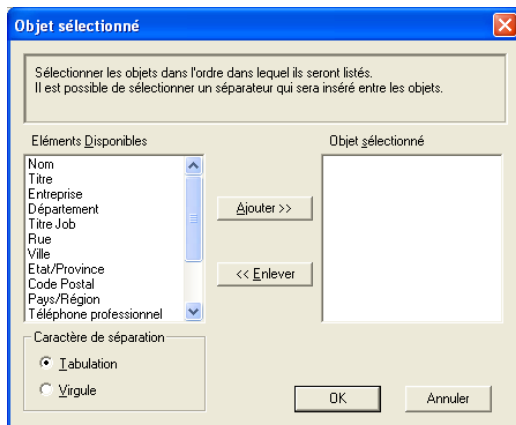 Objet sélectionné
Sélectionner les objets dans l'ordre dans lequel ils seront listés.
Il est possible de sélectionner un séparateur qui sera inséré entre les objets.
Eléments Disponibles
Objet sélectionné
Nom
Titre
Entreprise
Département
Titre Job
Rue
Ville
Etat/Province
Code Postal
Pays/Région
Téléphone professionnel
Ajouter >>
<< Enlever
Caractère de séparation
Tabulation
Virgule
OK
Annuler